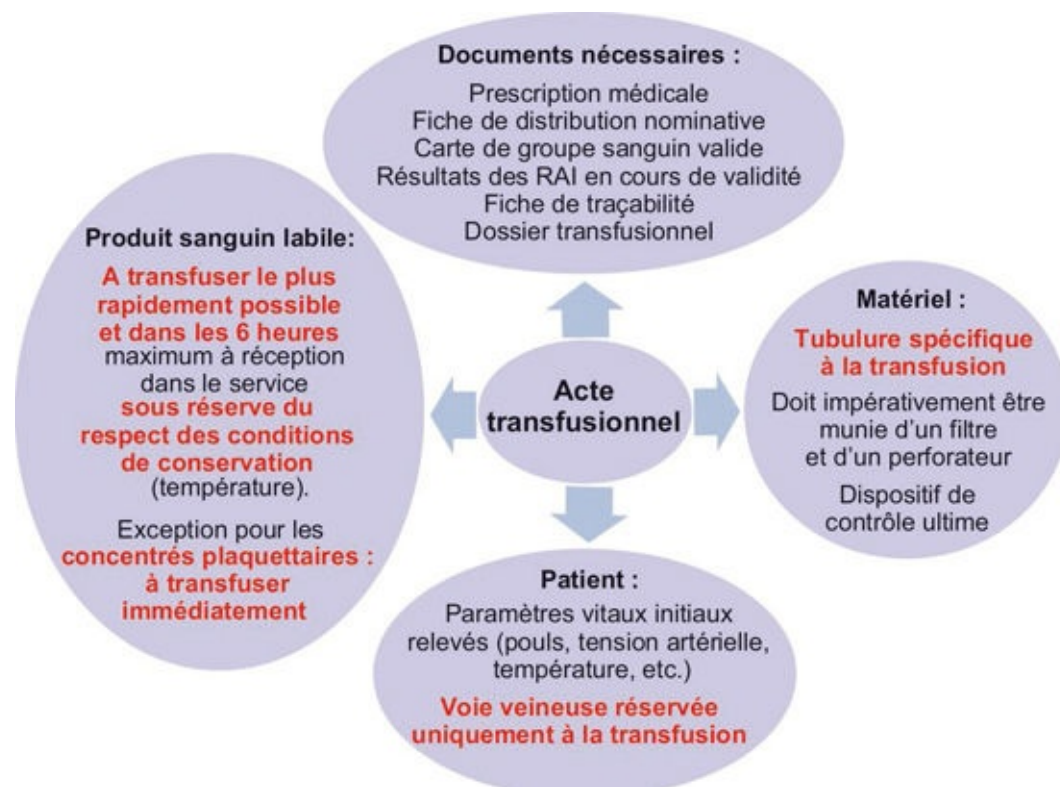 Documents nécessaires :
Prescription médicale
Fiche de distribution nominative
Carte de groupe sanguin valide
Résultats des RAI en cours de validité
Fiche de traçabilité
Dossier transfusionnel
Produit sanguin labile:
A transfuser le plus
rapidement possible
et dans les 6 heures
maximum à réception
dans le service
sous réserve du
respect des conditions
de conservation
(température).
Exception pour les
concentrés plaquettaires :
à transfuser
immédiatement
Acte
transfusionnel
Matériel :
Tubulure spécifique
à la transfusion
Doit impérativement être
munie d'un filtre
et d'un perforateur
Dispositif de
contrôle ultime
Patient :
Paramètres vitaux initiaux
relevés (pouls, tension artérielle,
température, etc.)
Voie veineuse réservée
uniquement à la transfusion